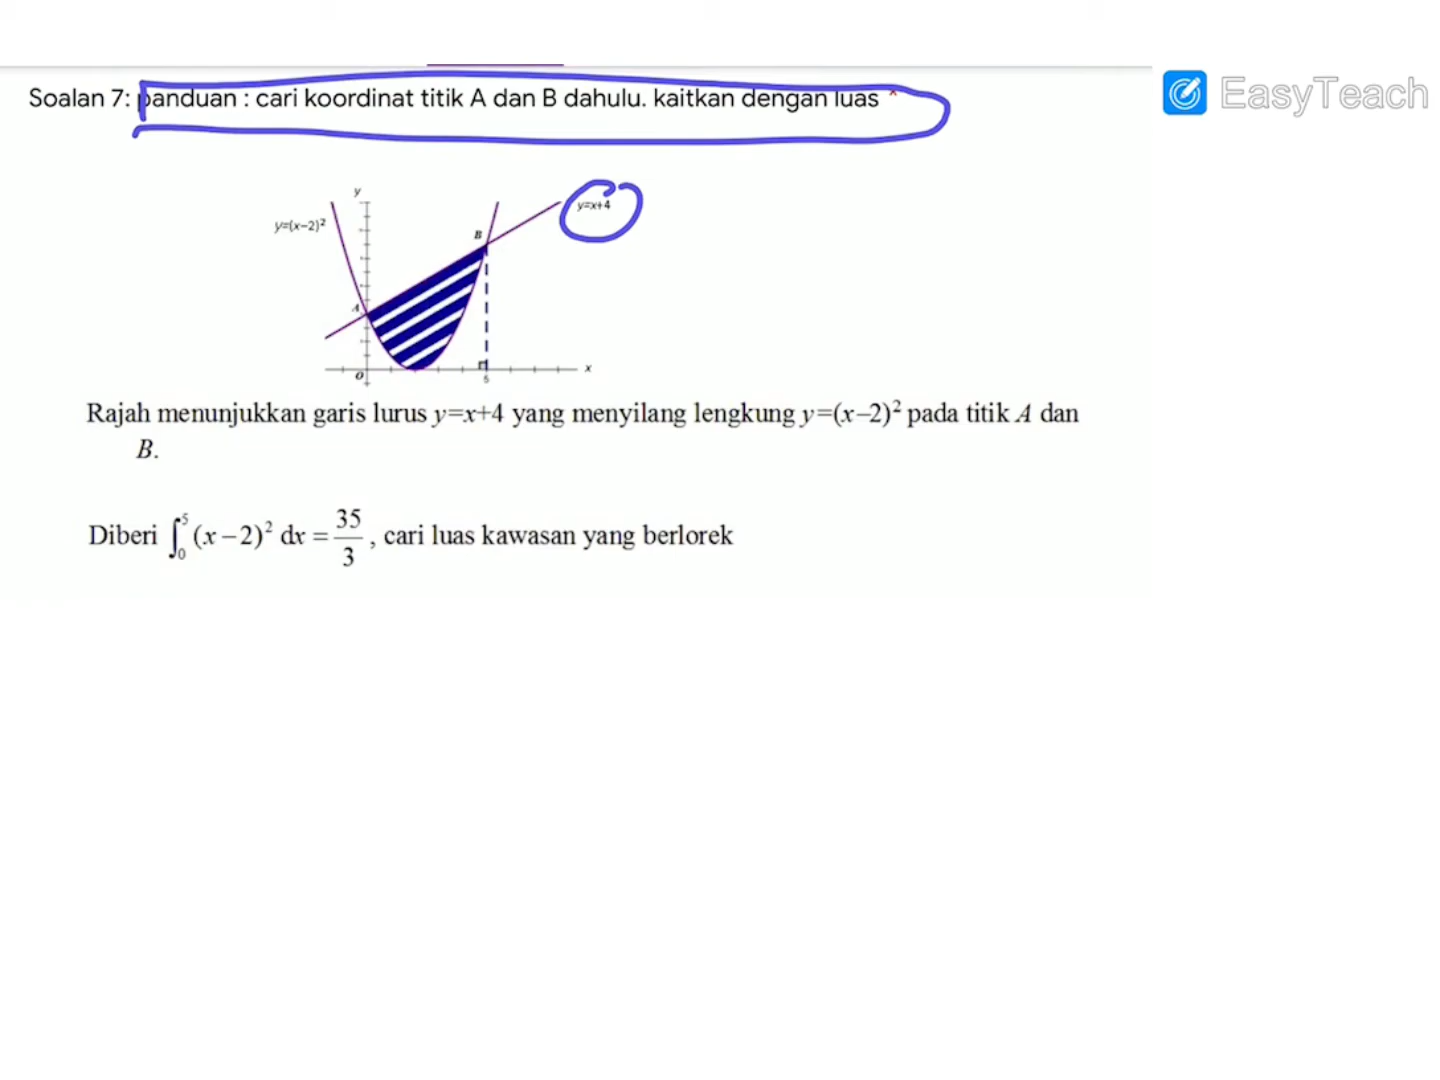 Soalan 7: panduan : cari koordinat titik A dan B dahulu. kaitkan dengan luas *
EasyTeach
y
y=(x−2)²
y=x+4
B
A
O
5
x
Rajah menunjukkan garis lurus y=x+4 yang menyilang lengkung y=(x−2)² pada titik A dan
B.
Diberi ∫₀⁵ (x − 2)² dx = 35/3 , cari luas kawasan yang berlorek